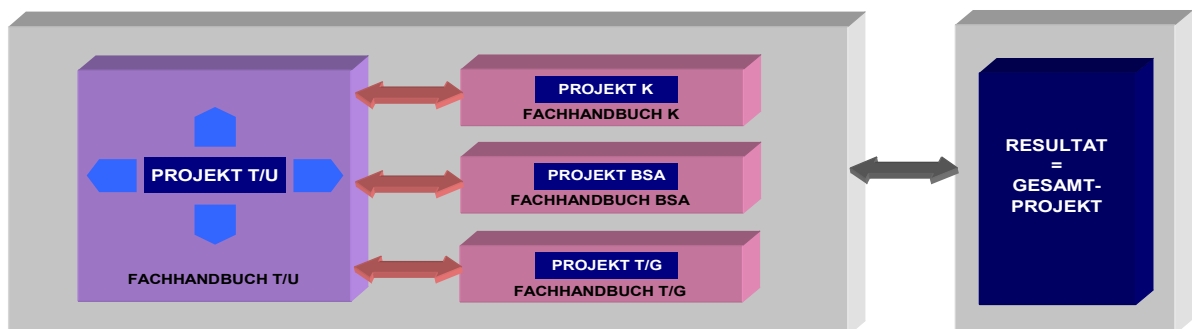 PROJEKT T/U
FACHHANDBUCH T/U
PROJEKT K
FACHHANDBUCH K
PROJEKT BSA
FACHHANDBUCH BSA
PROJEKT T/G
FACHHANDBUCH T/G
RESULTAT
=
GESAMT-
PROJEKT